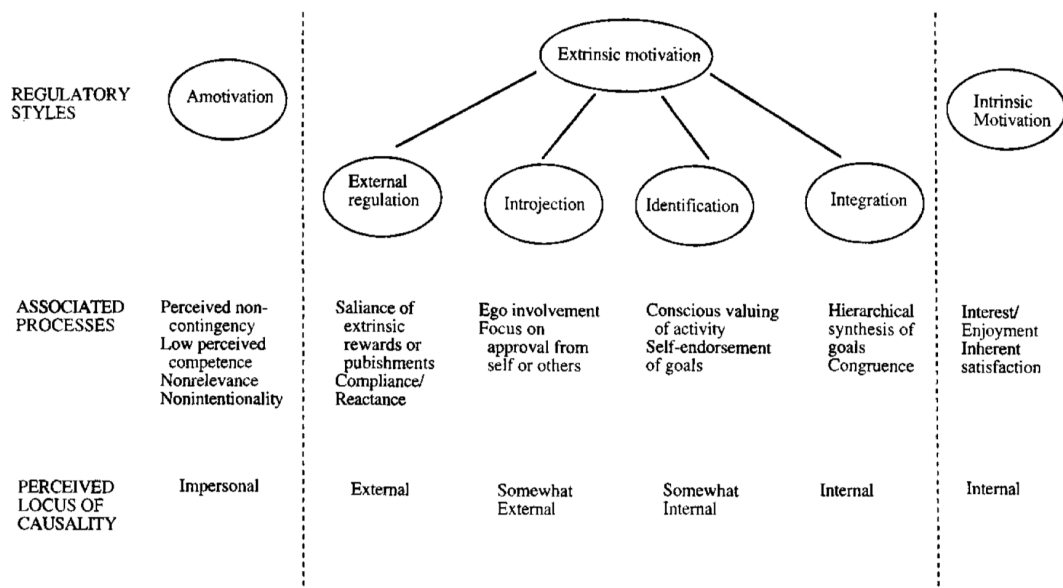 Extrinsic motivation
REGULATORY
STYLES
Amotivation
Intrinsic
Motivation
External
regulation
Introjection
Identification
Integration
ASSOCIATED
PROCESSES
Perceived non-
contingency
Low perceived
competence
Nonrelevance
Nonintentionality
Saliance of
extrinsic
rewards or
pubishments
Compliance/
Reactance
Ego involvement
Focus on
approval from
self or others
Conscious valuing
of activity
Self-endorsement
of goals
Hierarchical
synthesis of
goals
Congruence
Interest/
Enjoyment
Inherent
satisfaction
PERCEIVED
LOCUS OF
CAUSALITY
Impersonal
External
Somewhat
External
Somewhat
Internal
Internal
Internal